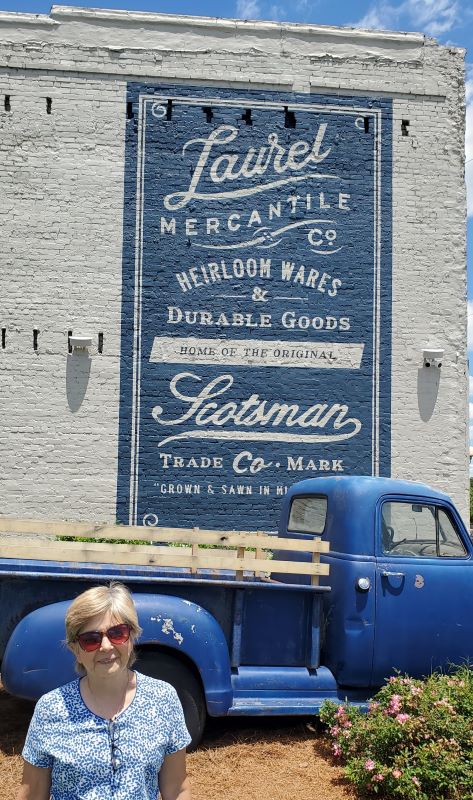 Laurel
MERCANTILE
Co
HEIRLOOM WARES
&
DURABLE GOODS
HOME OF THE ORIGINAL
Scotsman
TRADE Co · MARK
"GROWN & SAWN IN